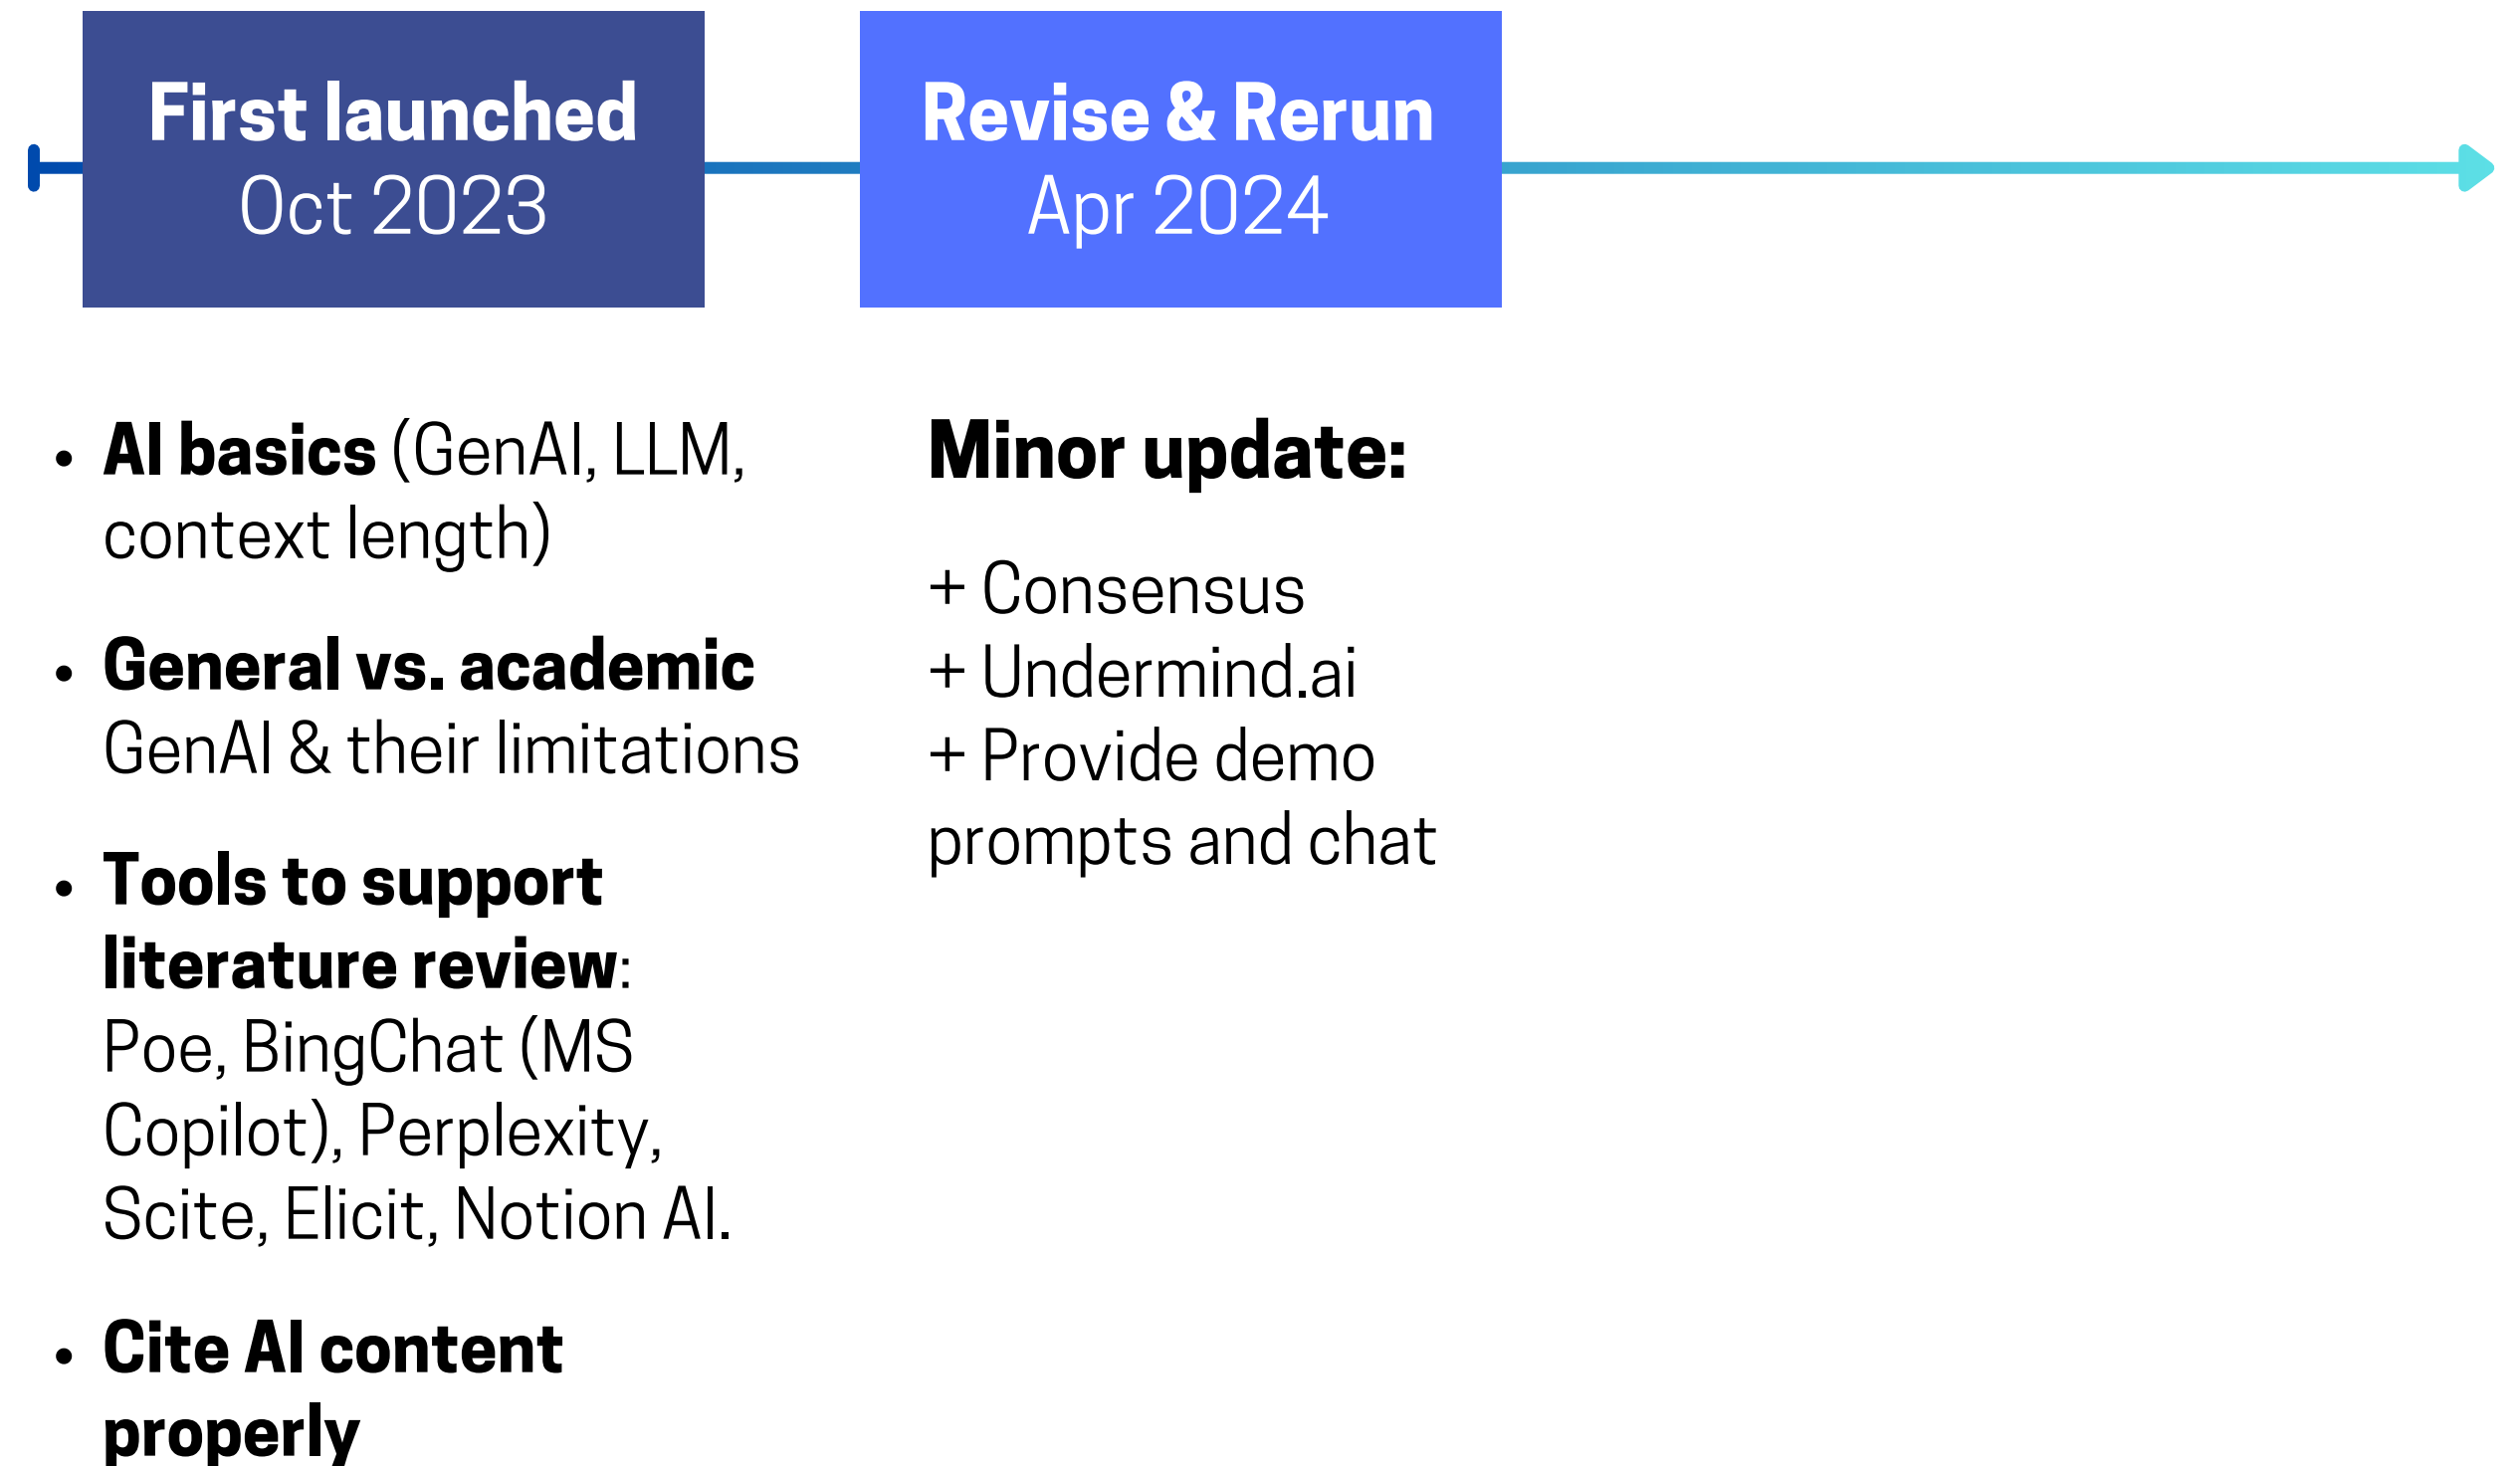 First launched
Oct 2023
Revise & Rerun
Apr 2024
• AI basics (GenAI, LLM,
context length)
• General vs. academic
GenAI & their limitations
• Tools to support
literature review:
Poe, BingChat (MS
Copilot), Perplexity,
Scite, Elicit, Notion AI.
• Cite AI content
properly
Minor update:
+ Consensus
+ Undermind.ai
+ Provide demo
prompts and chat